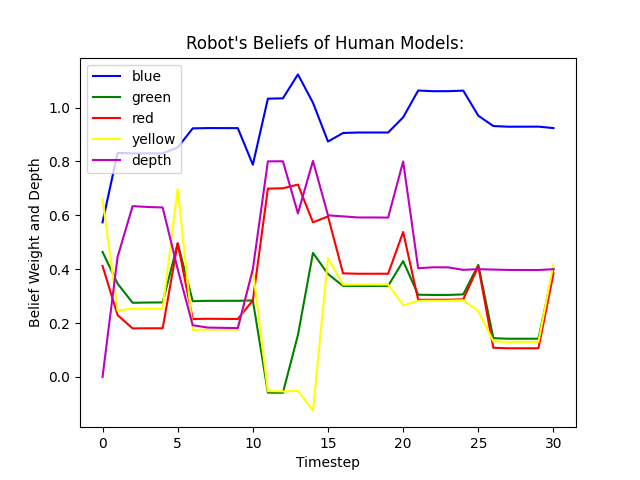 Robot's Beliefs of Human Models:
blue
green
red
yellow
depth
Belief Weight and Depth
1.0
0.8
0.6
0.4
0.2
0.0
0 5 10 15 20 25 30
Timestep